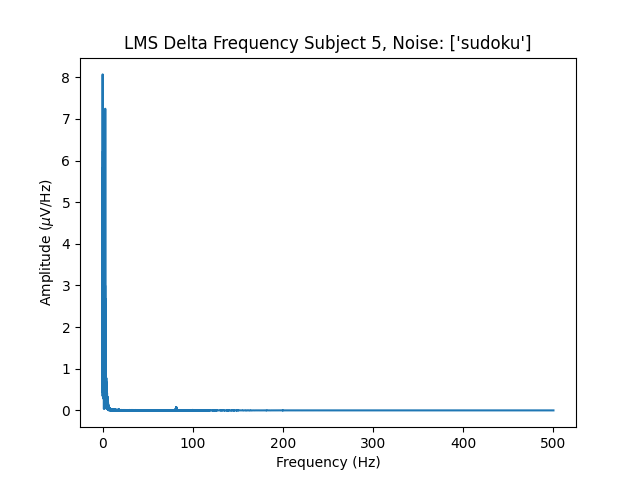 LMS Delta Frequency Subject 5, Noise: ['sudoku']
8
7
6
5
4
3
2
1
0
Amplitude (μV/Hz)
0 100 200 300 400 500
Frequency (Hz)